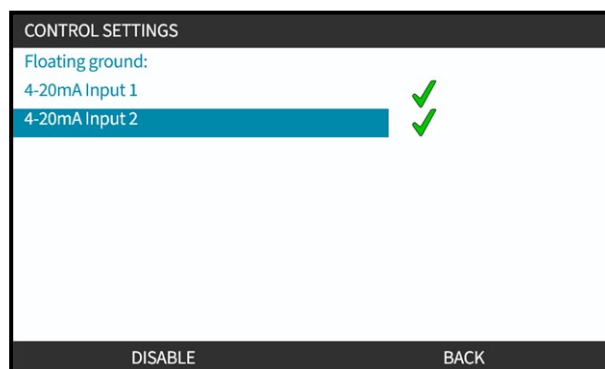 CONTROL SETTINGS
Floating ground:
4-20mA Input 1
4-20mA Input 2
DISABLE BACK